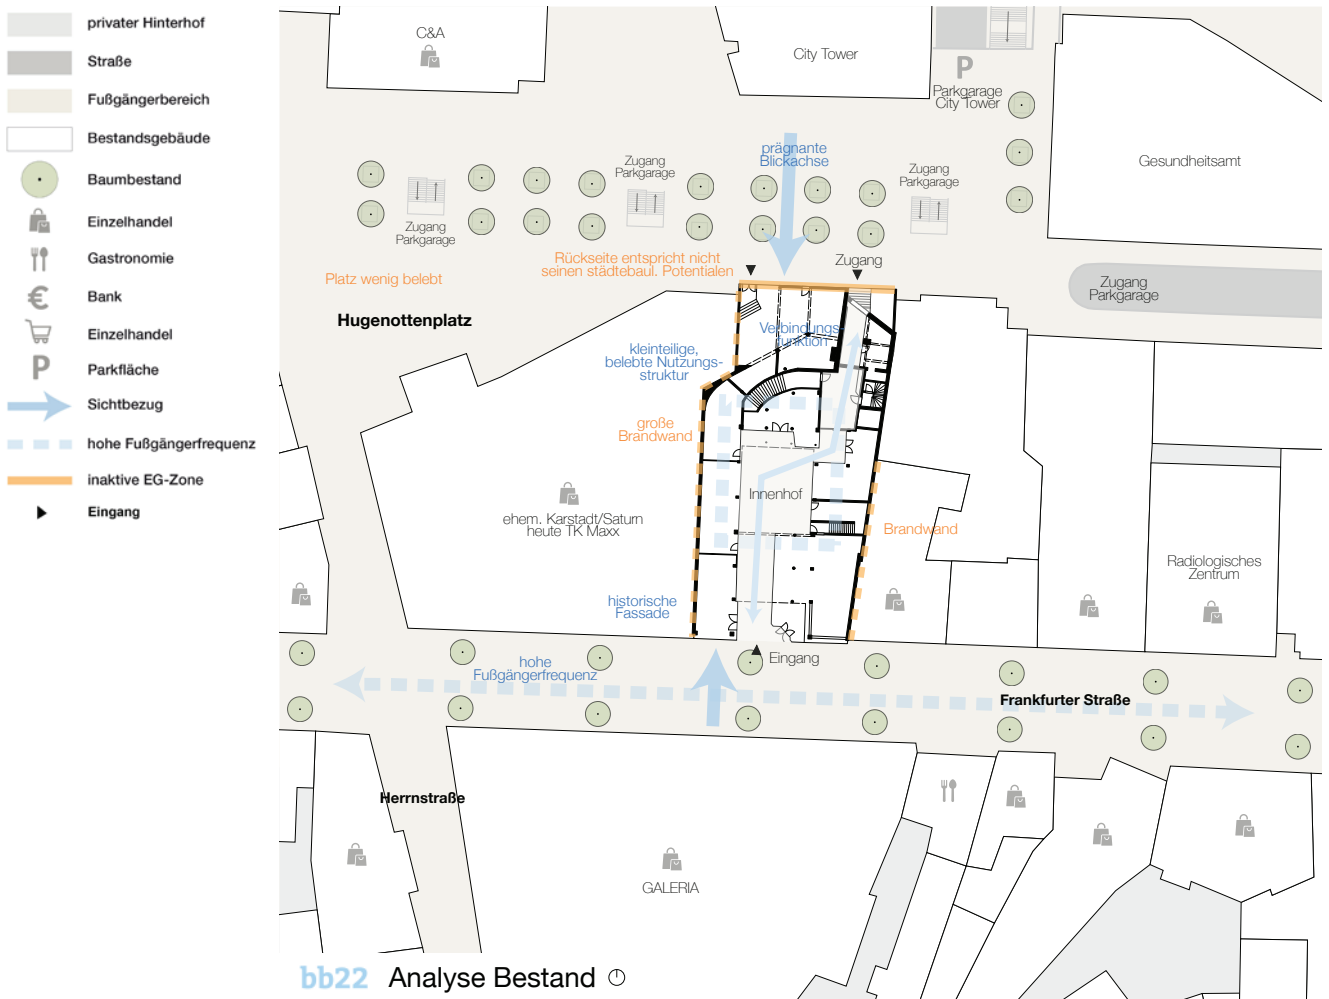 privater Hinterhof
Straße
Fußgängerbereich
Bestandsgebäude
Baumbestand
Einzelhandel
Gastronomie
€
Bank
Einzelhandel
P
Parkfläche
Sichtbezug
hohe Fußgängerfrequenz
inaktive EG-Zone
Eingang
C&A
City Tower
P
Parkgarage
City Tower
Gesundheitsamt
prägnante
Blickachse
Zugang
Parkgarage
Zugang
Parkgarage
Zugang
Parkgarage
Rückseite entspricht nicht
seinen städtebaul. Potentialen
Zugang
Platz wenig belebt
Zugang
Parkgarage
Hugenottenplatz
Verbindungs-
funktion
kleinteilige,
belebte Nutzungs-
struktur
große
Brandwand
Innenhof
ehem. Karstadt/Saturn
heute TK Maxx
Brandwand
Radiologisches
Zentrum
historische
Fassade
Eingang
hohe
Fußgängerfrequenz
Frankfurter Straße
Herrnstraße
GALERIA
bb22 Analyse Bestand